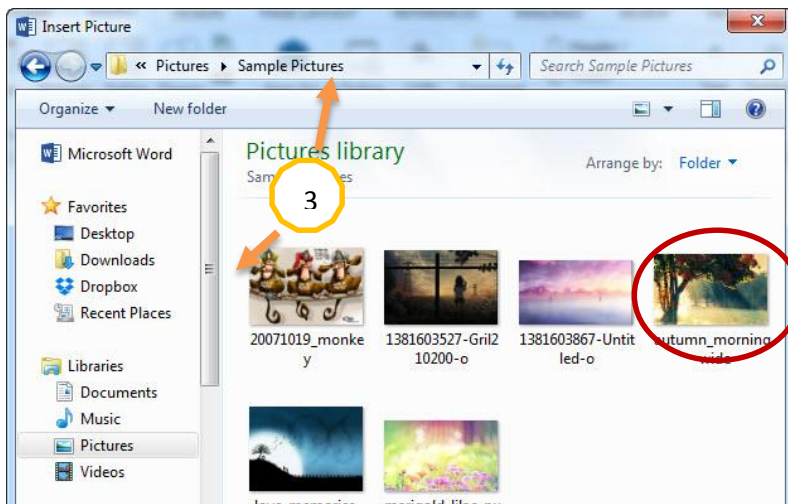 Insert Picture
« Pictures Sample Pictures
Search Sample Pictures
Organize New folder
Microsoft Word
Pictures library
Arrange by: Folder
3
Favorites
Desktop
Downloads
Dropbox
Recent Places
20071019_monke
y
1381603527-Gril2
10200-o
1381603867-Untit
led-o
autumn_morning
Libraries
Documents
Music
Pictures
Videos